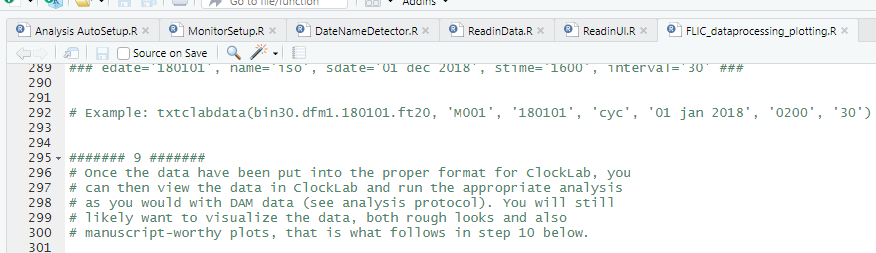 Go to file/function
Addins
Analysis AutoSetup.R
MonitorSetup.R
DateNameDetector.R
ReadinData.R
ReadinUI.R
FLIC_dataprocessing_plotting.R
Source on Save
289 ### edate='180101', name='iso', sdate='01 dec 2018', stime='1600', interval='30' ###
290
291
292 # Example: txtclabdata(bin30.dfm1.180101.ft20, 'M001', '180101', 'cyc', '01 jan 2018', '0200', '30')
293
294
295 ####### 9 #######
296 # Once the data have been put into the proper format for ClockLab, you
297 # can then view the data in ClockLab and run the appropriate analysis
298 # as you would with DAM data (see analysis protocol). You will still
299 # likely want to visualize the data, both rough looks and also
300 # manuscript-worthy plots, that is what follows in step 10 below.
301